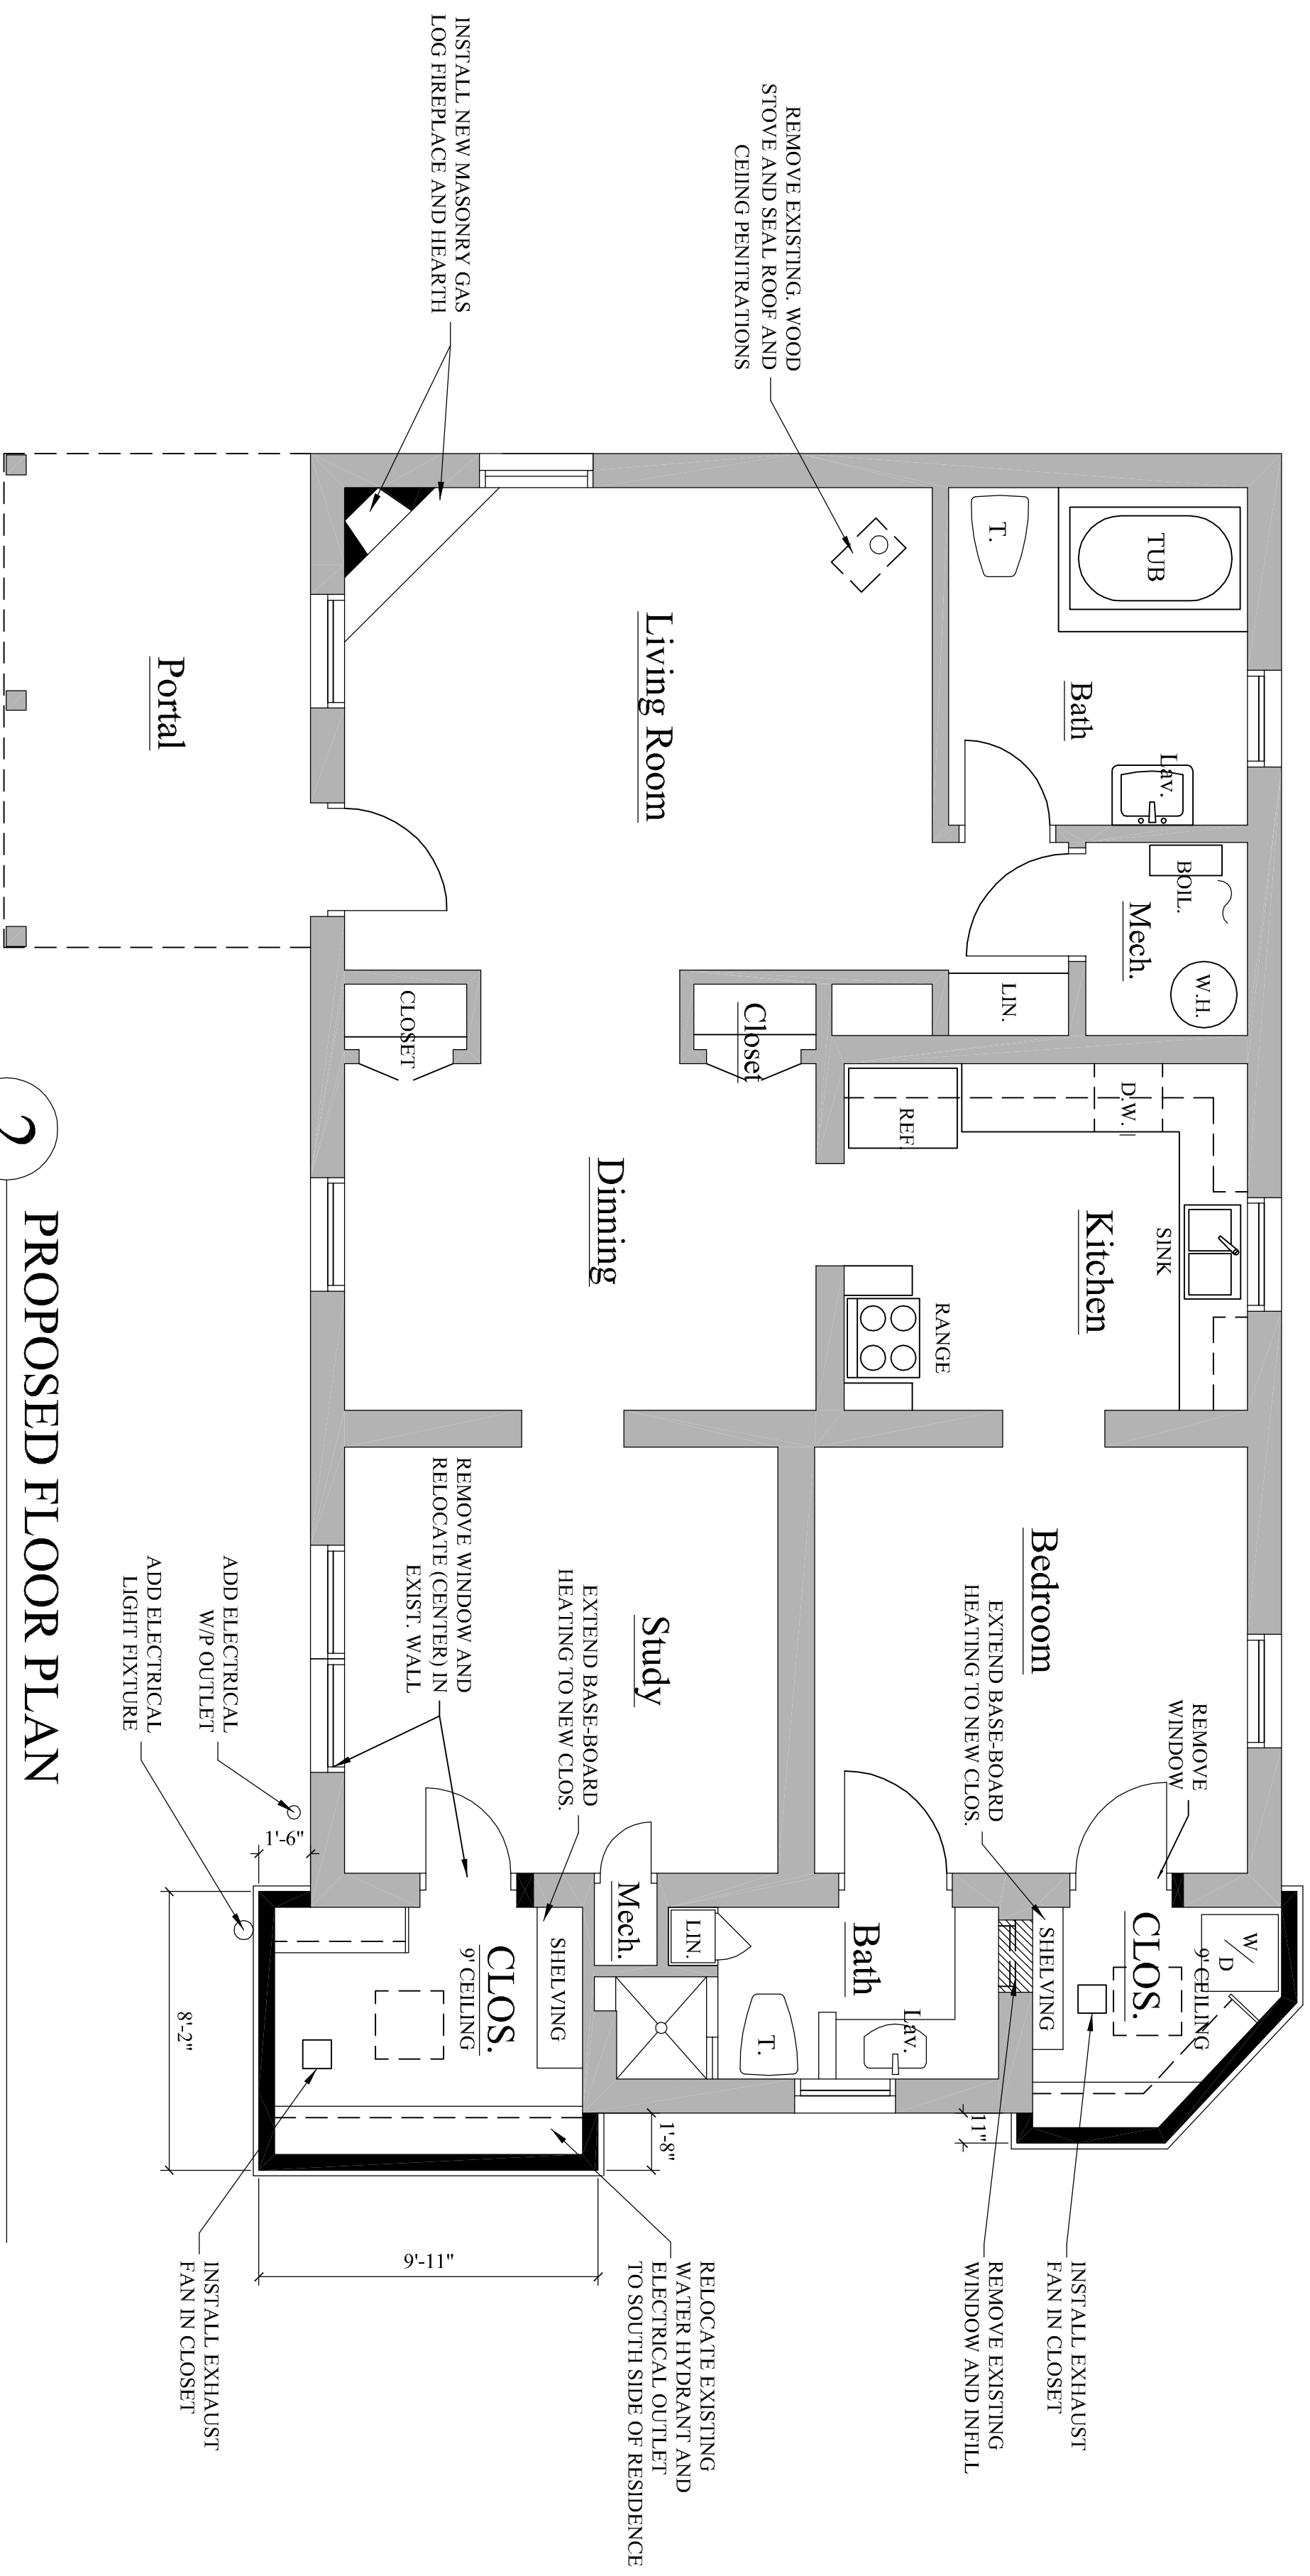 INSTALL NEW MASONRY GAS
LOG FIREPLACE AND HEARTH
REMOVE EXISTING. WOOD
STOVE AND SEAL ROOF AND
CEIING PENITRATIONS
TUB
T.
Bath
Lav.
BOIL.
Mech.
W.H.
LIN.
Living Room
Portal
CLOSET
Closet
REF.
D.W.
SINK
Kitchen
RANGE
Dinning
Bedroom
REMOVE
WINDOW
EXTEND BASE-BOARD
HEATING TO NEW CLOS.
Study
EXTEND BASE-BOARD
HEATING TO NEW CLOS.
REMOVE WINDOW AND
RELOCATE (CENTER) IN
EXIST. WALL
ADD ELECTRICAL
W/P OUTLET
ADD ELECTRICAL
LIGHT FIXTURE
W/D
CLOS.
9' CEILING
SHELVING
Bath
Lav.
T.
LIN.
Mech.
SHELVING
CLOS.
9' CEILING
1'-6"
8'-2"
9'-11"
1'-8"
11"
INSTALL EXHAUST
FAN IN CLOSET
REMOVE EXISTING
WINDOW AND INFILL
RELOCATE EXISTING
WATER HYDRANT AND
ELECTRICAL OUTLET
TO SOUTH SIDE OF RESIDENCE
INSTALL EXHAUST
FAN IN CLOSET
2
PROPOSED FLOOR PLAN